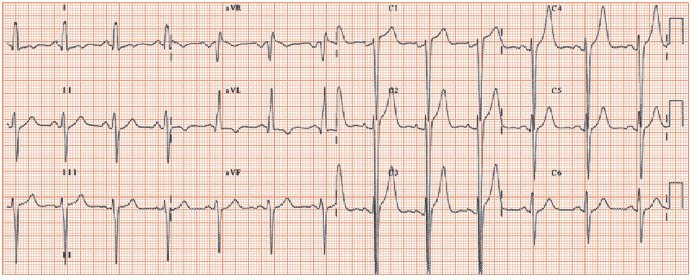 I aVR C1 C4
II aVL C2 C5
III aVF C3 C6
II